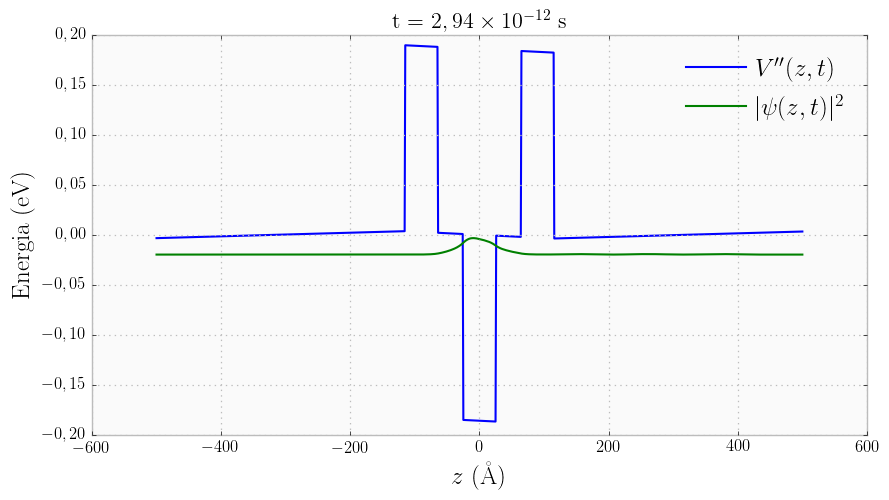 t = 2, 94 × 10⁻¹² s
0, 20
0, 15
0, 10
0, 05
0, 00
−0, 05
−0, 10
−0, 15
−0, 20
Energia (eV)
V′′(z, t)
|ψ(z, t)|²
−600 −400 −200 0 200 400 600
z (Å)